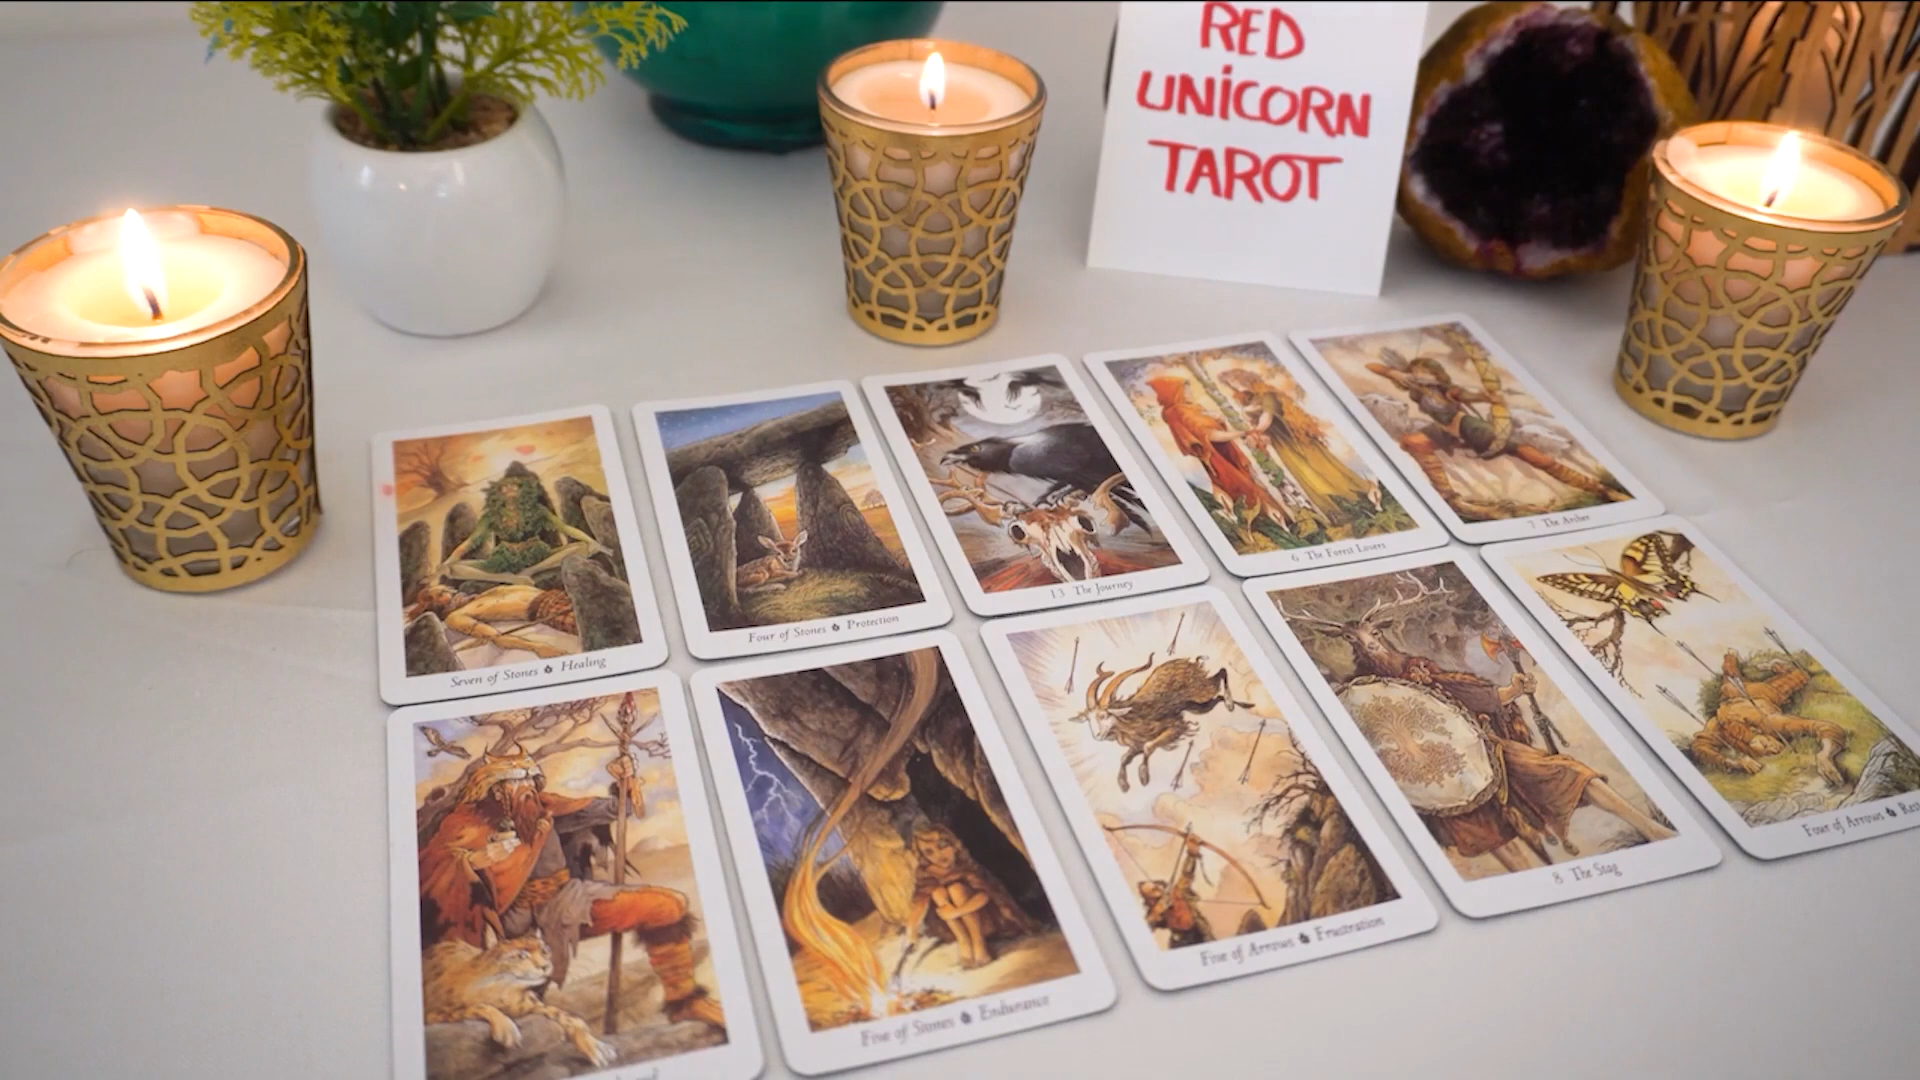 RED
UNICORN
TAROT
Seven of Stones Healing
Four of Stones Protection
13 The Journey
6 The Forest Lovers
7 The Archer
Five of Stones Endurance
Five of Arrows Frustration
8 The Stag
Four of Arrows